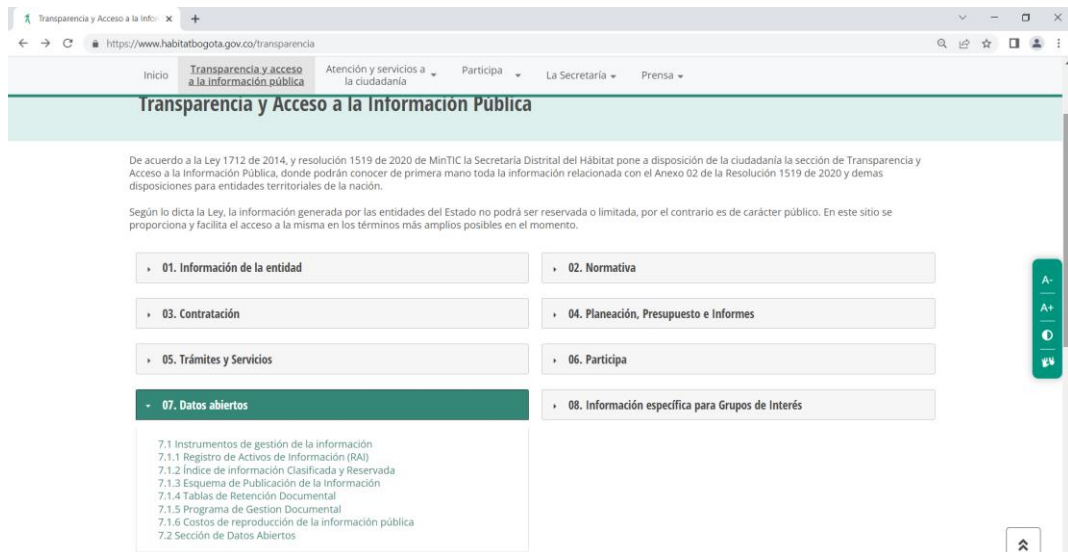 Transparencia y Acceso a la Infor
https://www.habitatbogota.gov.co/transparencia
Inicio
Transparencia y acceso
a la información pública
Atención y servicios a
la ciudadanía
Participa
La Secretaría
Prensa
Transparencia y Acceso a la Información Pública
De acuerdo a la Ley 1712 de 2014, y resolución 1519 de 2020 de MinTIC la Secretaría Distrital del Hábitat pone a disposición de la ciudadanía la sección de Transparencia y
Acceso a la Información Pública, donde podrán conocer de primera mano toda la información relacionada con el Anexo 02 de la Resolución 1519 de 2020 y demas
disposiciones para entidades territoriales de la nación.
Según lo dicta la Ley, la información generada por las entidades del Estado no podrá ser reservada o limitada, por el contrario es de carácter público. En este sitio se
proporciona y facilita el acceso a la misma en los términos más amplios posibles en el momento.
01. Información de la entidad
02. Normativa
03. Contratación
04. Planeación, Presupuesto e Informes
05. Trámites y Servicios
06. Participa
07. Datos abiertos
08. Información específica para Grupos de Interés
7.1 Instrumentos de gestión de la información
7.1.1 Registro de Activos de Información (RAI)
7.1.2 Índice de información Clasificada y Reservada
7.1.3 Esquema de Publicación de la Información
7.1.4 Tablas de Retención Documental
7.1.5 Programa de Gestion Documental
7.1.6 Costos de reproducción de la información pública
7.2 Sección de Datos Abiertos
A-
A+